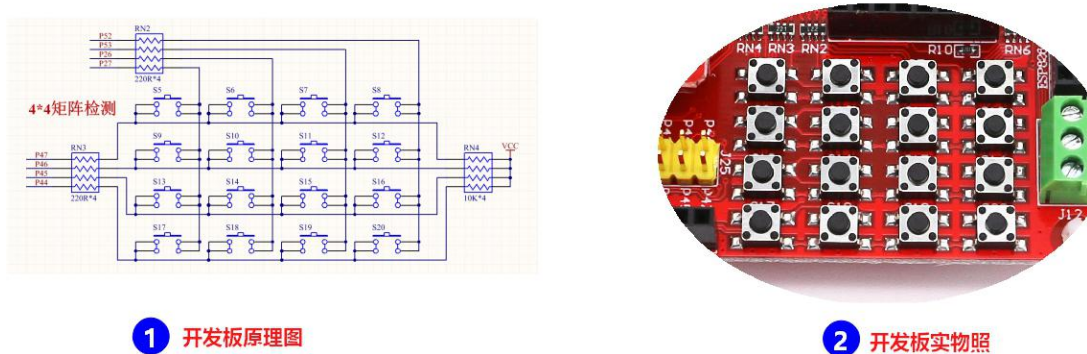 RN2
P52
P53
P26
P27
220R*4
4*4矩阵检测
S5 S6 S7 S8
S9 S10 S11 S12
P47 RN3 RN4 VCC
P46
P45
P44
220R*4 S13 S14 S15 S16 10K*4
S17 S18 S19 S20
1 开发板原理图
RN4 RN3 RN2 R10 RN6
J25
J12
2 开发板实物照